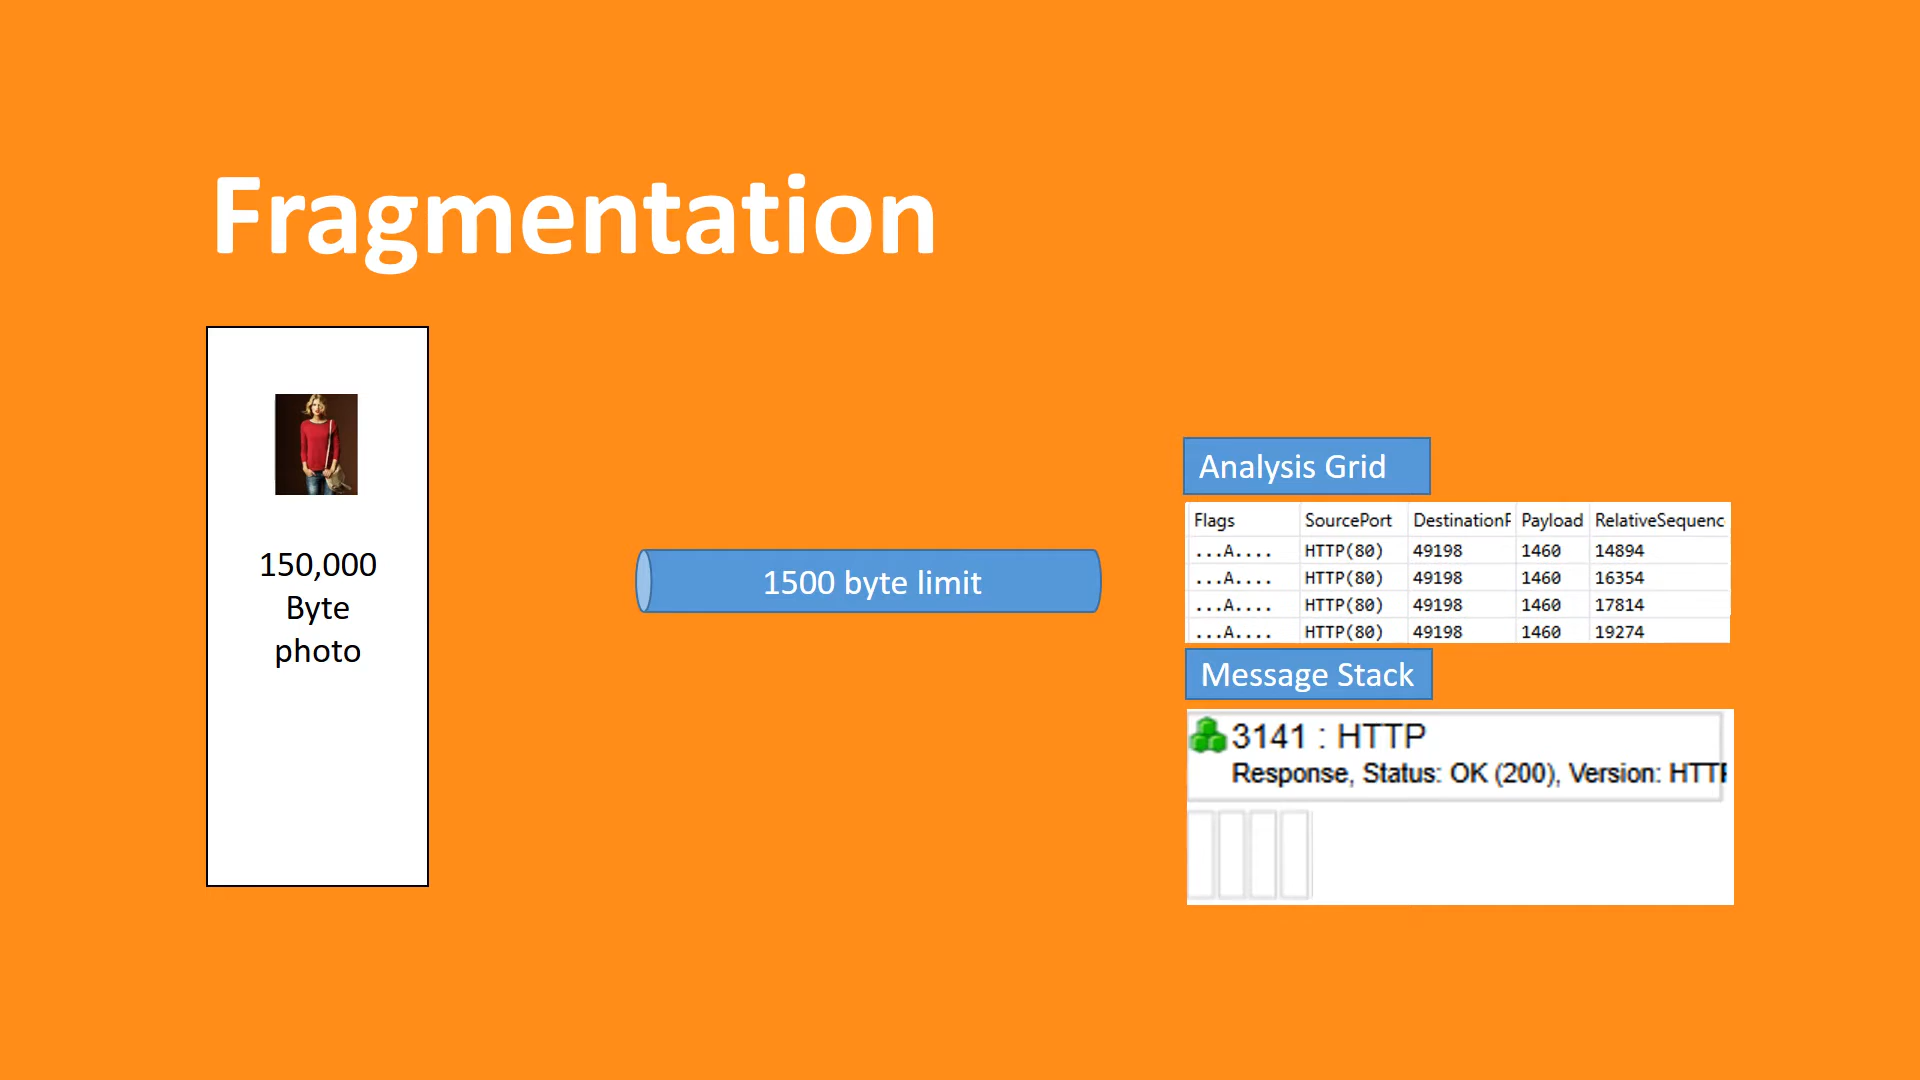 Fragmentation
150,000
Byte
photo
1500 byte limit
Analysis Grid
Flags SourcePort DestinationP Payload RelativeSequenc
...A.... HTTP(80) 49198 1460 14894
...A.... HTTP(80) 49198 1460 16354
...A.... HTTP(80) 49198 1460 17814
...A.... HTTP(80) 49198 1460 19274
Message Stack
3141 : HTTP
Response, Status: OK (200), Version: HTTP